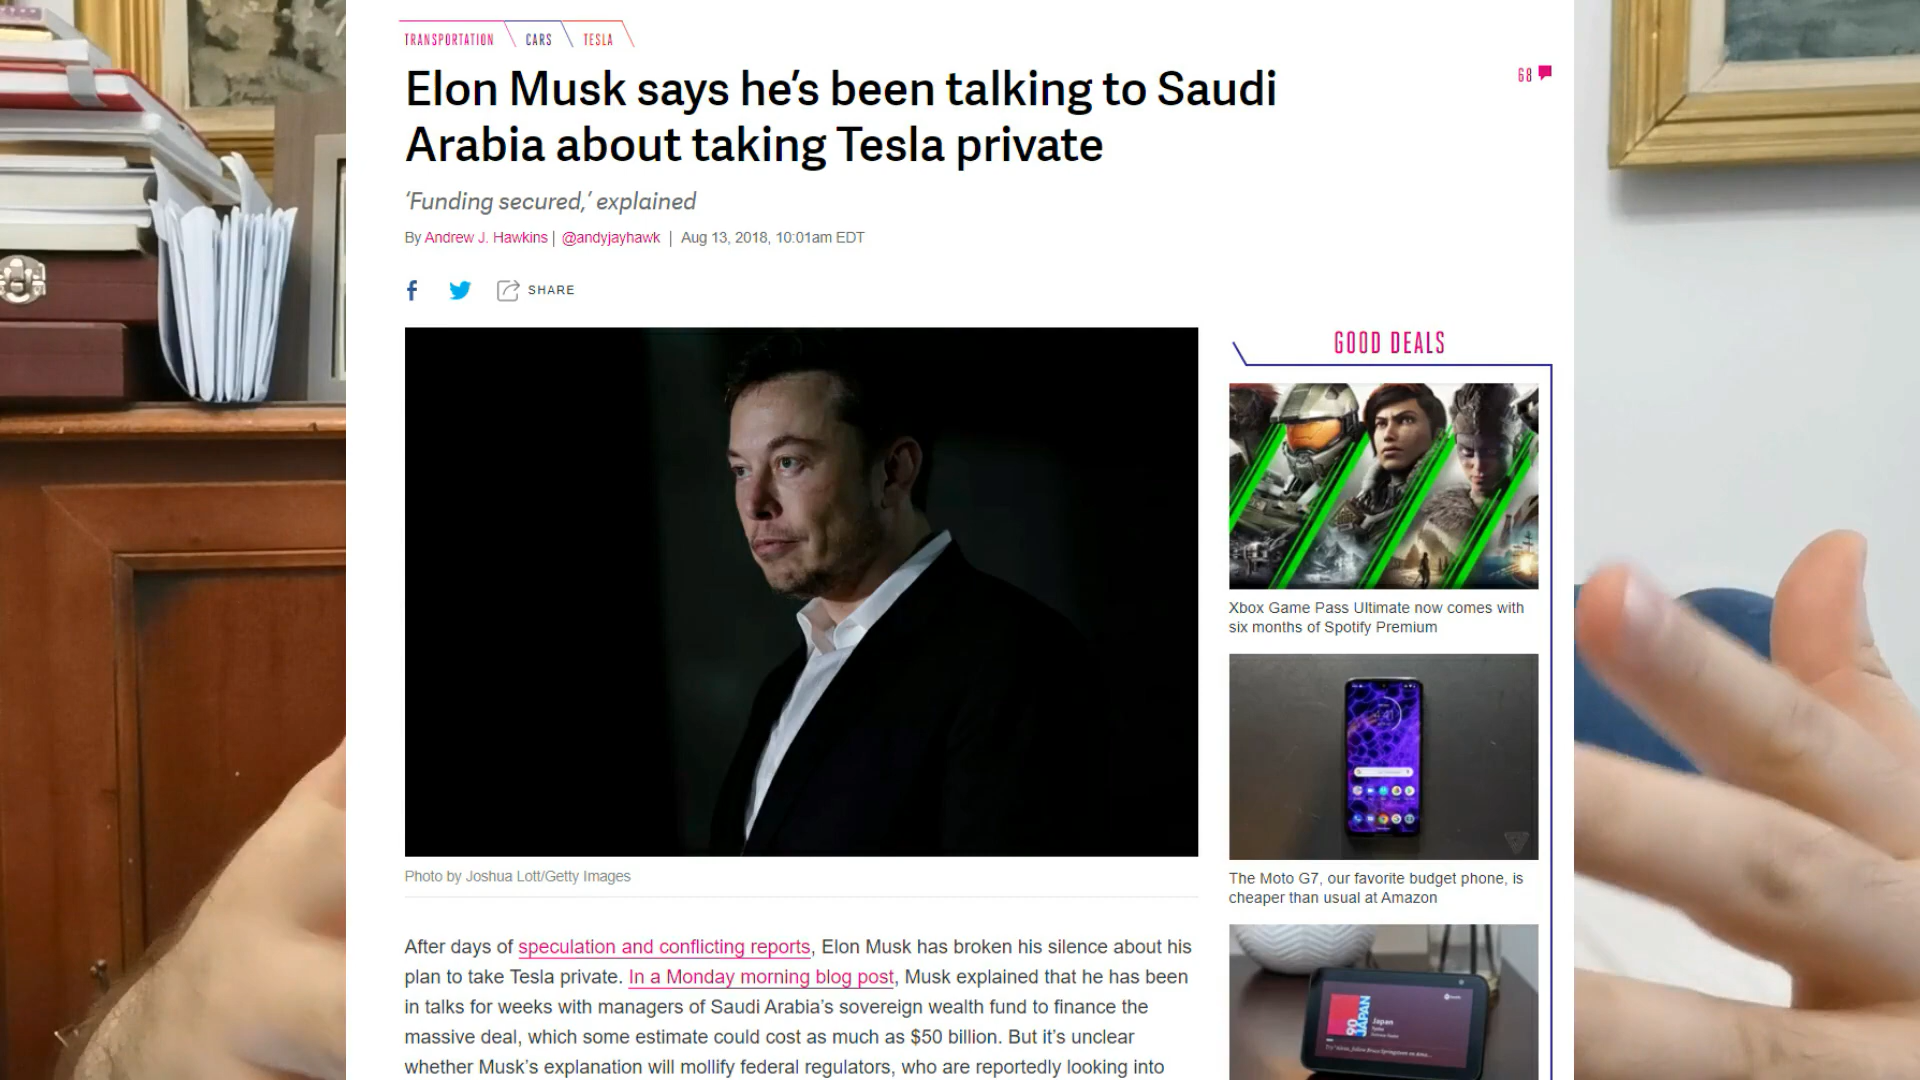 TRANSPORTATION
CARS
TESLA
Elon Musk says he's been talking to Saudi
Arabia about taking Tesla private
68
'Funding secured,' explained
By Andrew J. Hawkins | @andyjayhawk | Aug 13, 2018, 10:01am EDT
SHARE
GOOD DEALS
Xbox Game Pass Ultimate now comes with
six months of Spotify Premium
The Moto G7, our favorite budget phone, is
cheaper than usual at Amazon
90
JAPAN
Japan
Photo by Joshua Lott/Getty Images
After days of speculation and conflicting reports, Elon Musk has broken his silence about his
plan to take Tesla private. In a Monday morning blog post, Musk explained that he has been
in talks for weeks with managers of Saudi Arabia's sovereign wealth fund to finance the
massive deal, which some estimate could cost as much as $50 billion. But it's unclear
whether Musk's explanation will mollify federal regulators, who are reportedly looking into